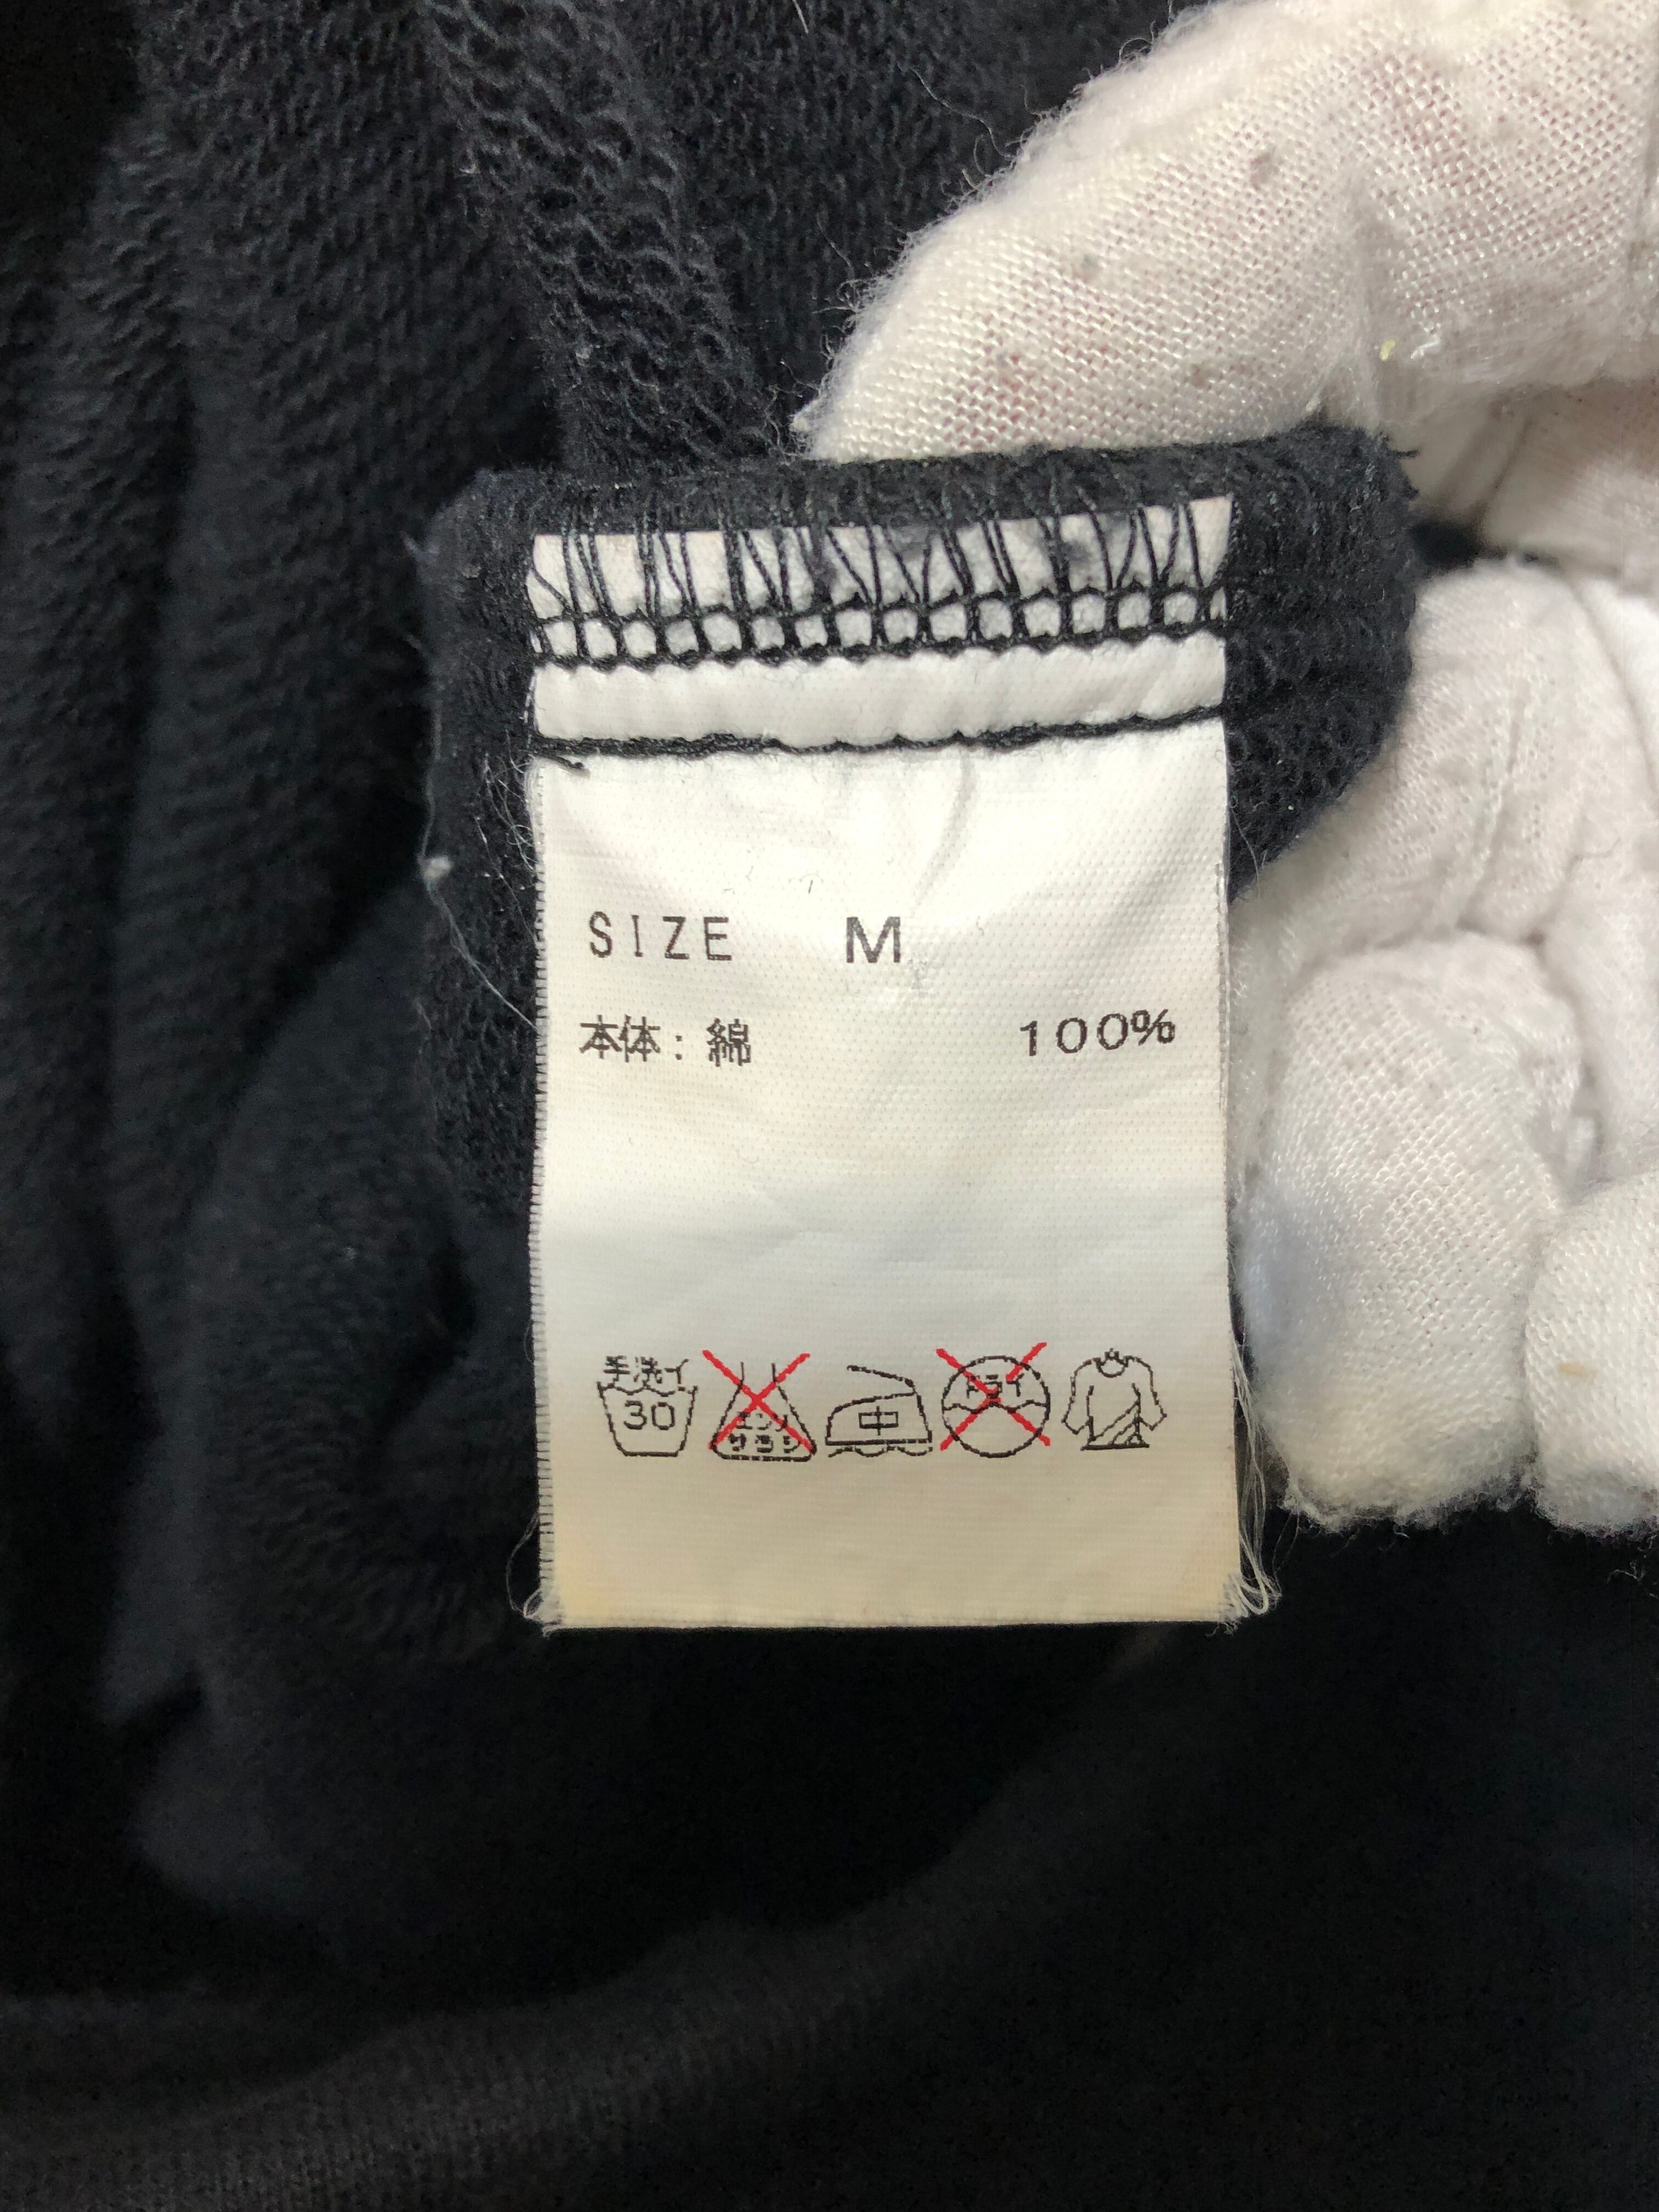 SIZE M
本体：綿 100%
手洗イ
30
エンソ
サラシ
中
ドライ